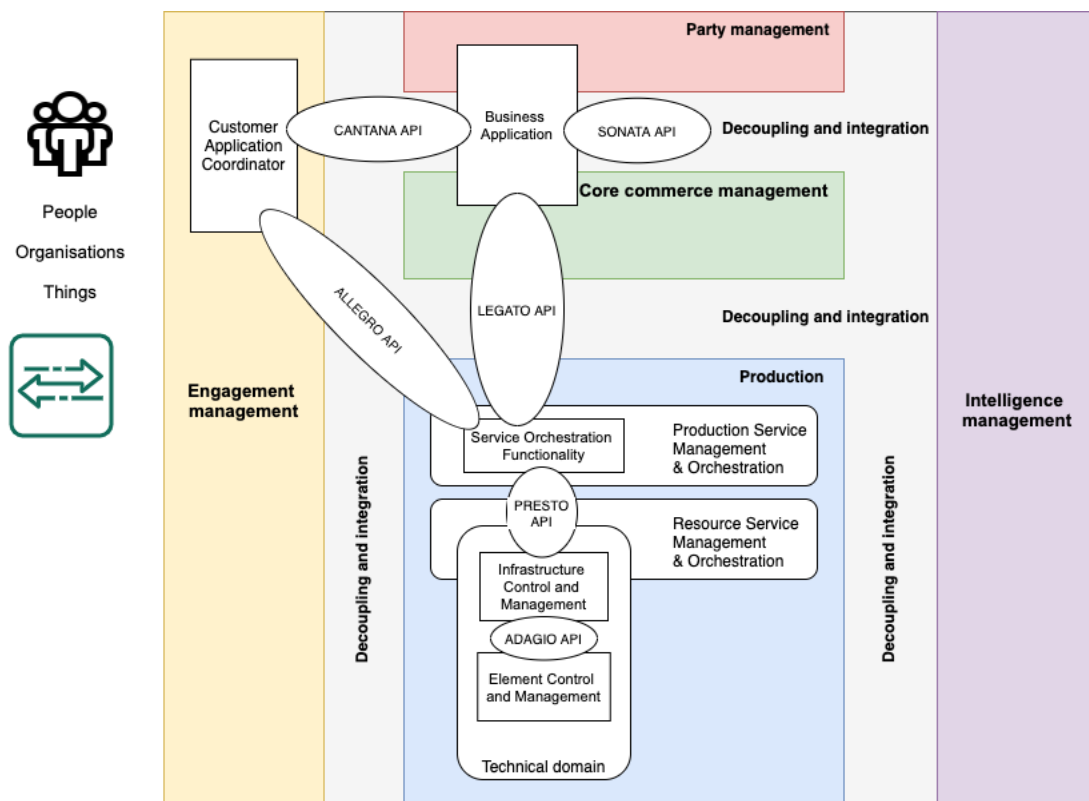 Party management
Customer
Application
Coordinator
CANTANA API
Business
Application
SONATA API
Decoupling and integration
People
Organisations
Things
Core commerce management
ALLEGRO API
LEGATO API
Decoupling and integration
Engagement
management
Production
Intelligence
management
Service Orchestration
Functionality
Production Service
Management
& Orchestration
PRESTO
API
Resource Service
Management
& Orchestration
Decoupling and integration
Decoupling and integration
Infrastructure
Control and
Management
ADAGIO API
Element Control
and Management
Technical domain